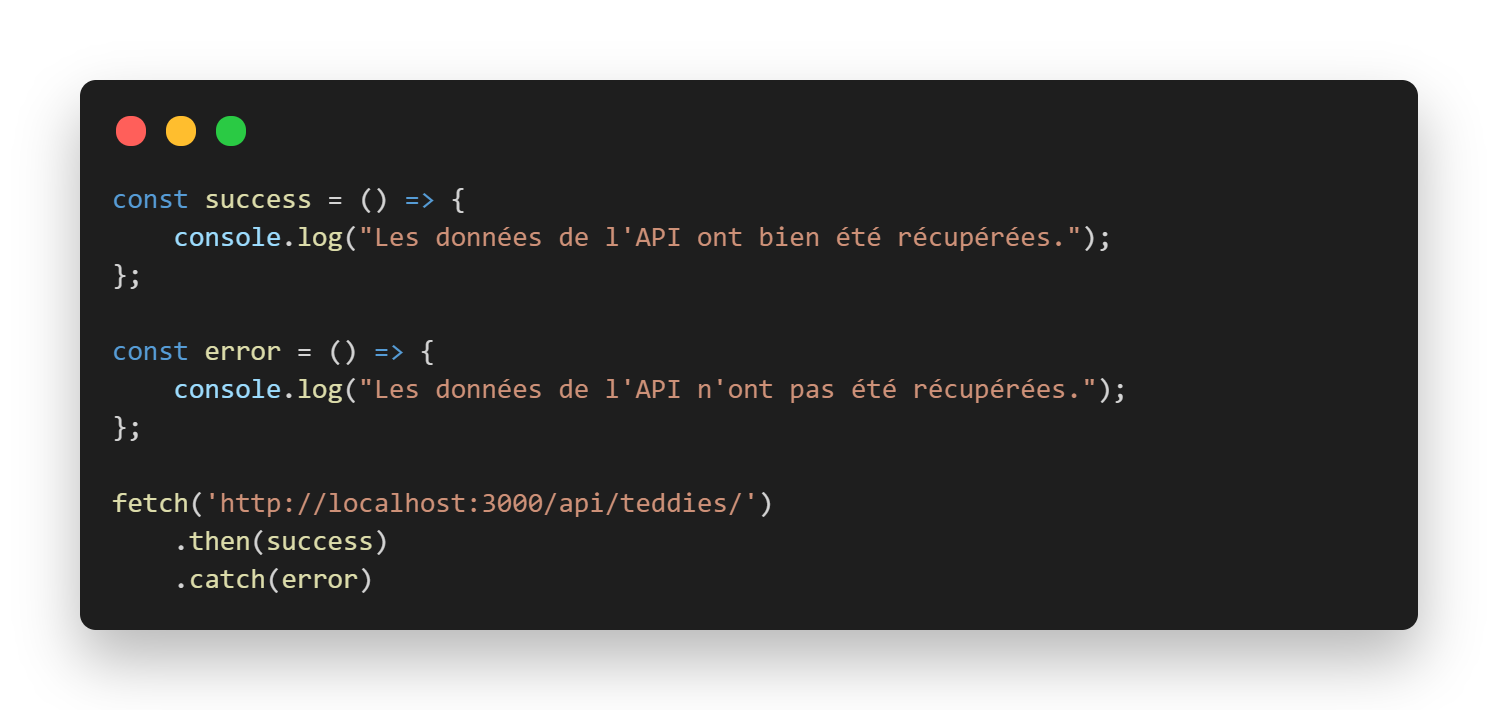 const success = () => {
    console.log("Les données de l'API ont bien été récupérées.");
};

const error = () => {
    console.log("Les données de l'API n'ont pas été récupérées.");
};

fetch('http://localhost:3000/api/teddies/')
    .then(success)
    .catch(error)